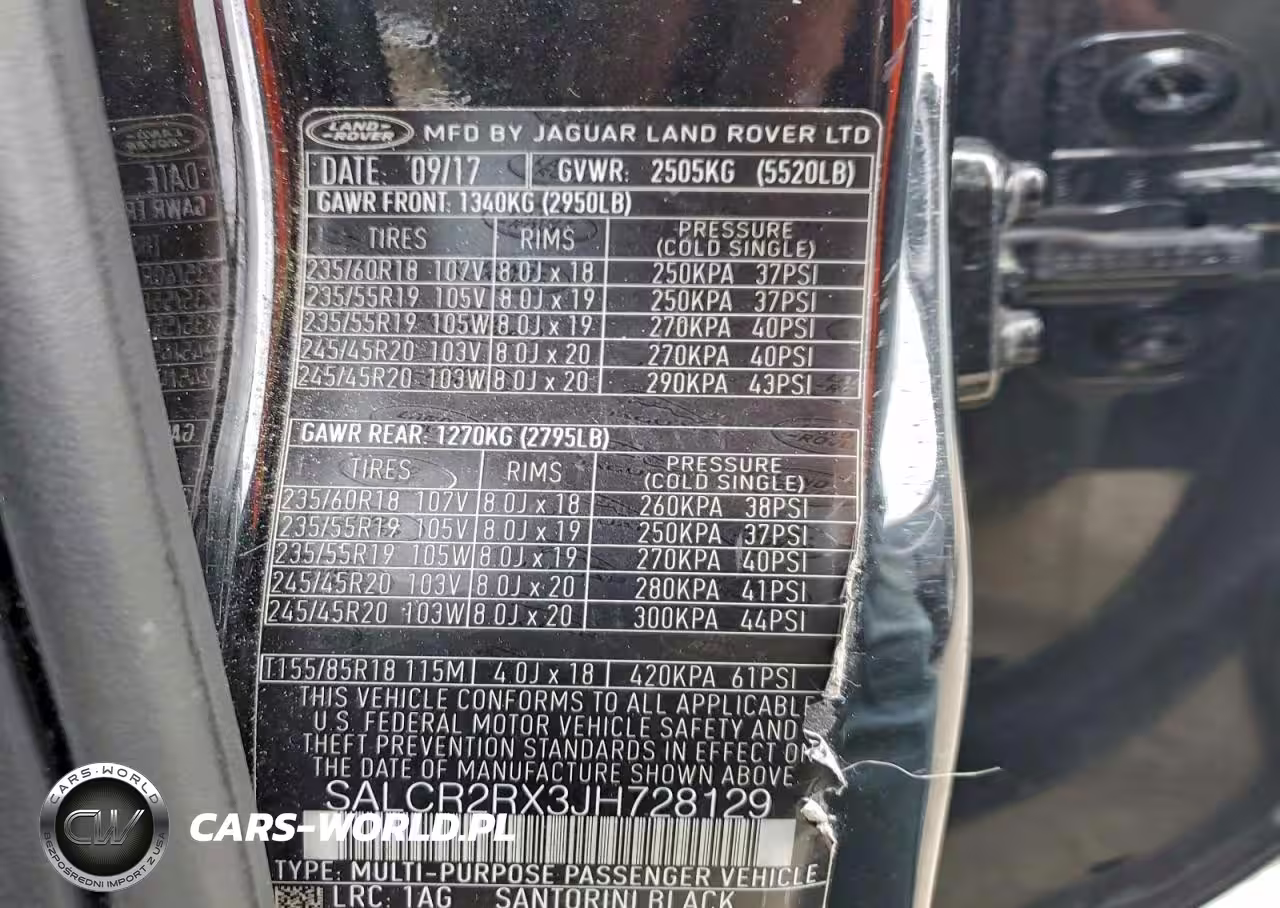 LAND-ROVER MFD BY JAGUAR LAND ROVER LTD
DATE: 09/17 GVWR: 2505KG (5520LB)
GAWR FRONT: 1340KG (2950LB)
TIRES RIMS PRESSURE (COLD SINGLE)
235/60R18 107V 8.0J x 18 250KPA 37PSI
235/55R19 105V 8.0J x 19 250KPA 37PSI
235/55R19 105W 8.0J x 19 270KPA 40PSI
245/45R20 103V 8.0J x 20 270KPA 40PSI
245/45R20 103W 8.0J x 20 290KPA 43PSI
GAWR REAR: 1270KG (2795LB)
TIRES RIMS PRESSURE (COLD SINGLE)
235/60R18 107V 8.0J x 18 260KPA 38PSI
235/55R19 105V 8.0J x 19 250KPA 37PSI
235/55R19 105W 8.0J x 19 270KPA 40PSI
245/45R20 103V 8.0J x 20 280KPA 41PSI
245/45R20 103W 8.0J x 20 300KPA 44PSI
T155/85R18 115M 4.0J x 18 420KPA 61PSI
THIS VEHICLE CONFORMS TO ALL APPLICABLE
U.S. FEDERAL MOTOR VEHICLE SAFETY AND
THEFT PREVENTION STANDARDS IN EFFECT ON
THE DATE OF MANUFACTURE SHOWN ABOVE.
SALCR2RX3JH728129
TYPE: MULTI-PURPOSE PASSENGER VEHICLE
LRC: 1AG SANTORINI BLACK
CARS-WORLD
CW
BEZPOŚREDNI IMPORT Z USA
CARS-WORLD.PL